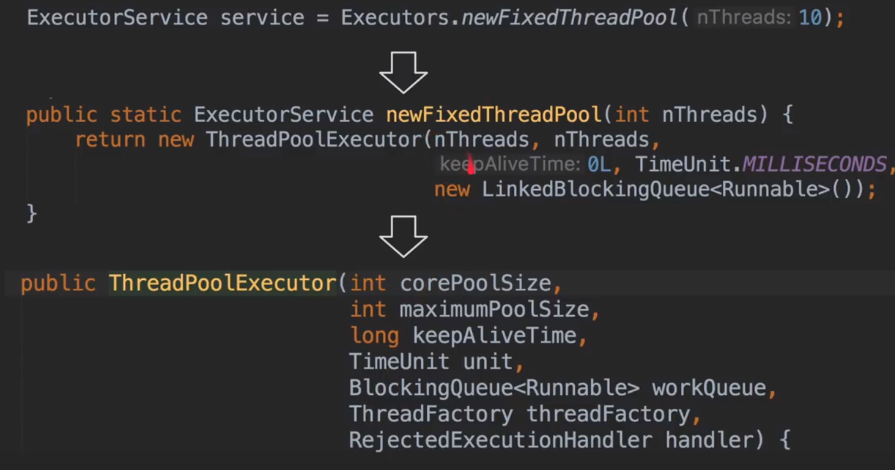 ExecutorService service = Executors.newFixedThreadPool( nThreads: 10);
public static ExecutorService newFixedThreadPool(int nThreads) {
return new ThreadPoolExecutor(nThreads, nThreads,
keepAliveTime: 0L, TimeUnit.MILLISECONDS,
new LinkedBlockingQueue<Runnable>());
}
public ThreadPoolExecutor(int corePoolSize,
int maximumPoolSize,
long keepAliveTime,
TimeUnit unit,
BlockingQueue<Runnable> workQueue,
ThreadFactory threadFactory,
RejectedExecutionHandler handler) {